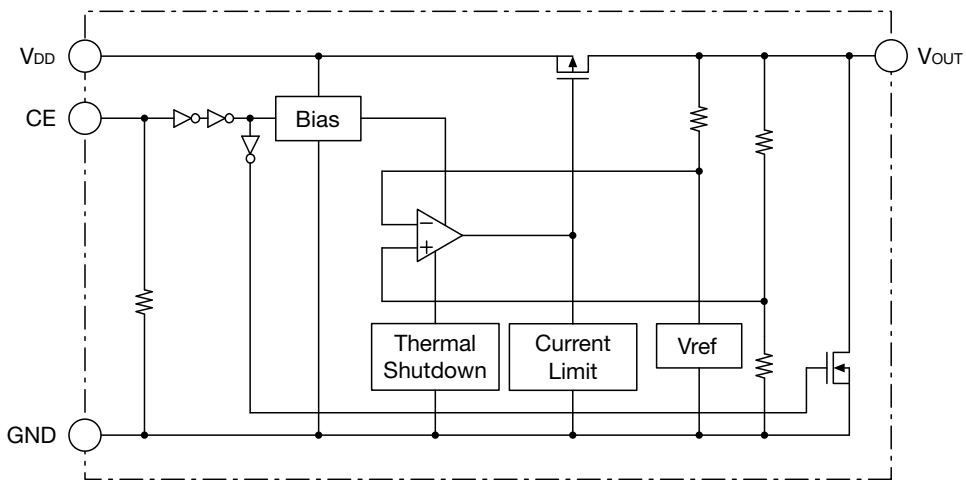 VDD
VOUT
CE
Bias
−
+
Thermal
Shutdown
Current
Limit
Vref
GND